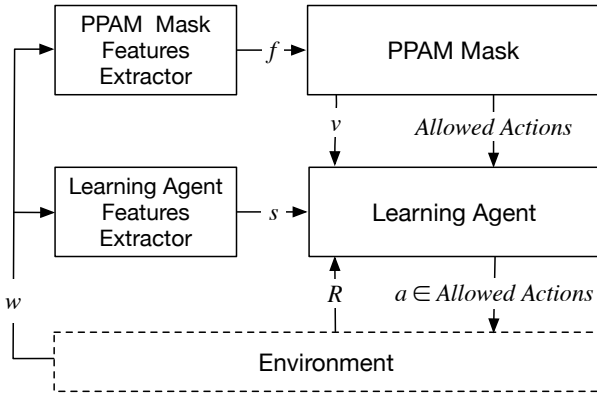 PPAM Mask
Features
Extractor
f
PPAM Mask
v
Allowed Actions
Learning Agent
Features
Extractor
s
Learning Agent
w
R
a ∈ Allowed Actions
Environment